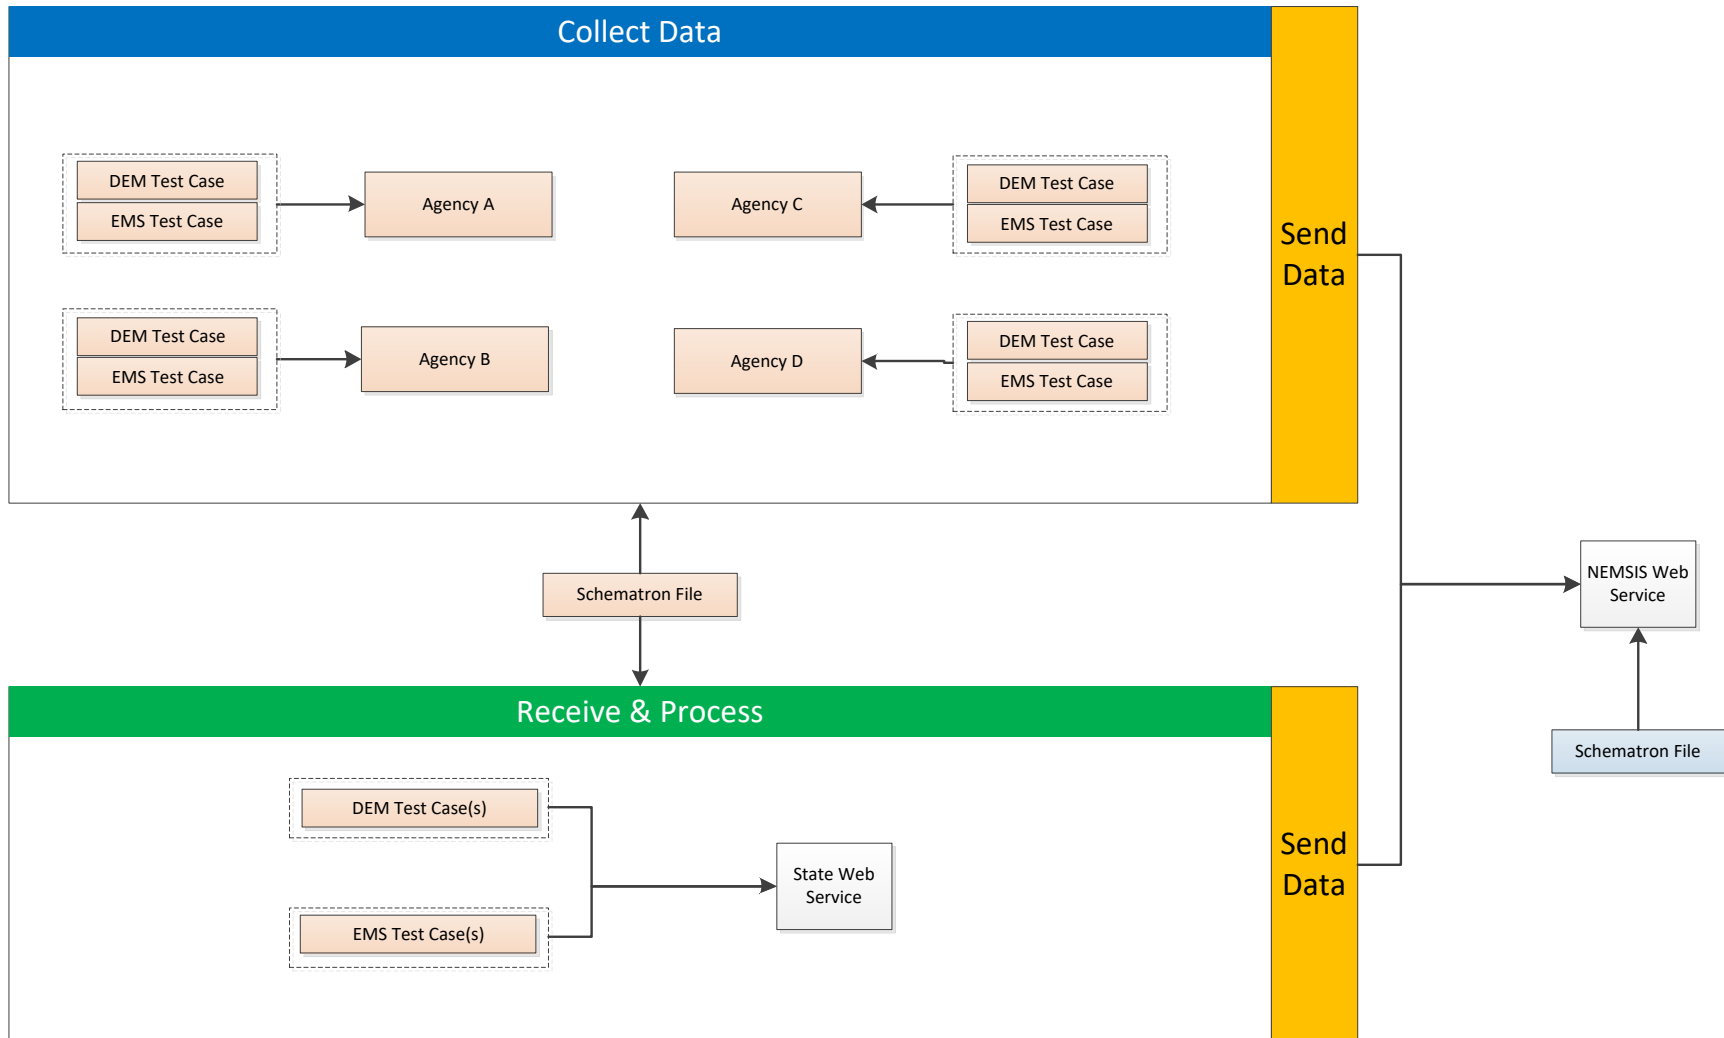 Collect Data
Send
Data
DEM Test Case
EMS Test Case
Agency A
Agency C
DEM Test Case
EMS Test Case
DEM Test Case
EMS Test Case
Agency B
Agency D
DEM Test Case
EMS Test Case
Schematron File
NEMSIS Web
Service
Schematron File
Receive & Process
Send
Data
DEM Test Case(s)
EMS Test Case(s)
State Web
Service